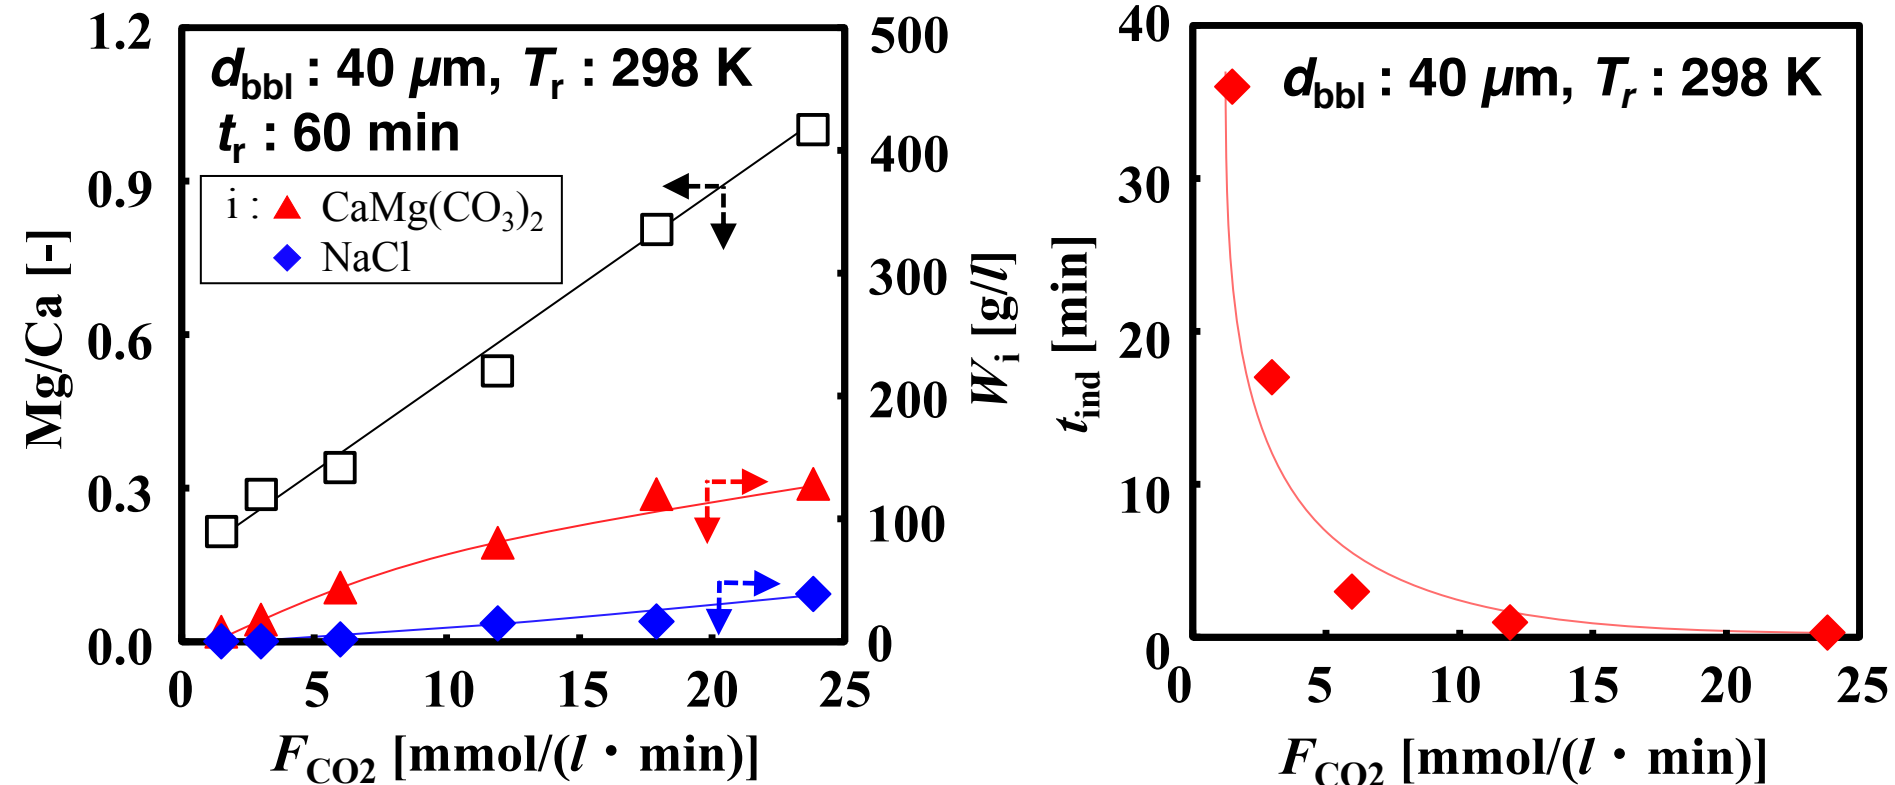 d_bbl : 40 µm, T_r : 298 K
t_r : 60 min
i : CaMg(CO₃)₂
NaCl
Mg/Ca [-]
1.2
0.9
0.6
0.3
0.0
500
400
300
200
100
0
W_i [g/l]
0 5 10 15 20 25
F_CO2 [mmol/(l・min)]
d_bbl : 40 µm, T_r : 298 K
t_ind [min]
40
30
20
10
0
0 5 10 15 20 25
F_CO2 [mmol/(l・min)]